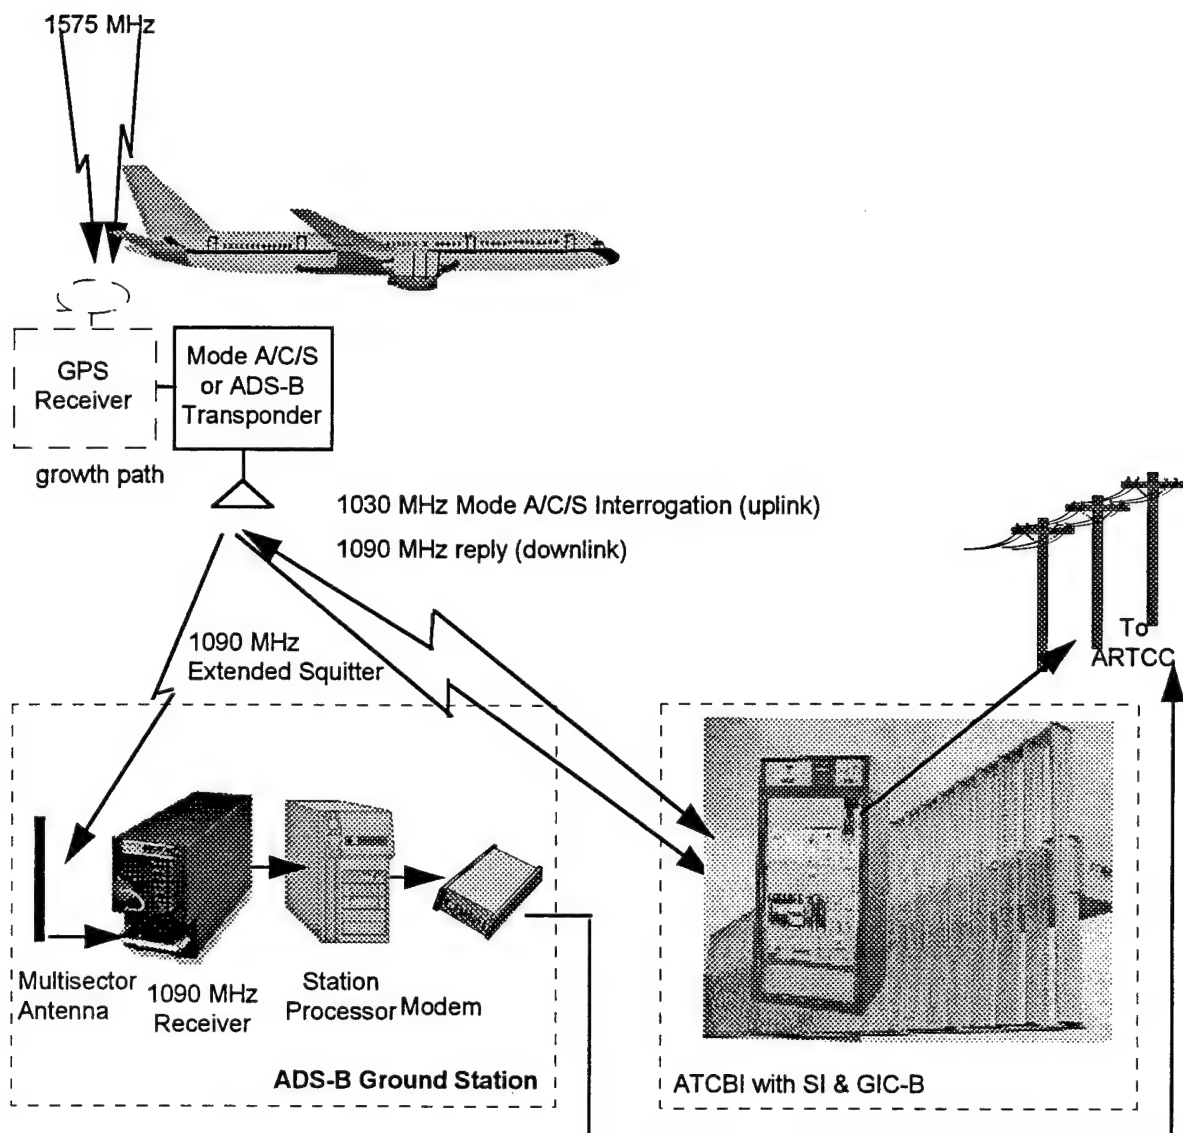 1575 MHz
GPS
Receiver
Mode A/C/S
or ADS-B
Transponder
growth path
1030 MHz Mode A/C/S Interrogation (uplink)
1090 MHz reply (downlink)
1090 MHz
Extended Squitter
To
ARTCC
Multisector
Antenna
1090 MHz
Receiver
Station
Processor
Modem
ADS-B Ground Station
ATCBI with SI & GIC-B